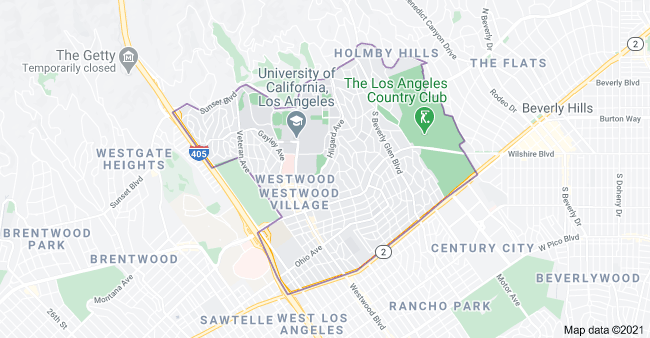 The Getty
Temporarily closed
HOLMBY HILLS
Benedict Canyon Drive
N Beverly Dr
2
THE FLATS
University of
California,
Los Angeles
The Los Angeles
Country Club
Sunset Blvd
Rodeo Dr
Beverly Blvd
Beverly Hills
Burton Way
Veteran Ave
Gayley Ave
Hilgard Ave
S Beverly Glen Blvd
WESTGATE
HEIGHTS
405
Wilshire Blvd
Sunset Blvd
WESTWOOD
WESTWOOD
VILLAGE
S Beverly Dr
S Doheny Dr
BRENTWOOD
PARK
BRENTWOOD
Ohio Ave
2
CENTURY CITY
W Pico Blvd
Montana Ave
26th St
Motor Ave
BEVERLYWOOD
Westwood Blvd
RANCHO PARK
SAWTELLE
WEST LOS
ANGELES
Map data ©2021